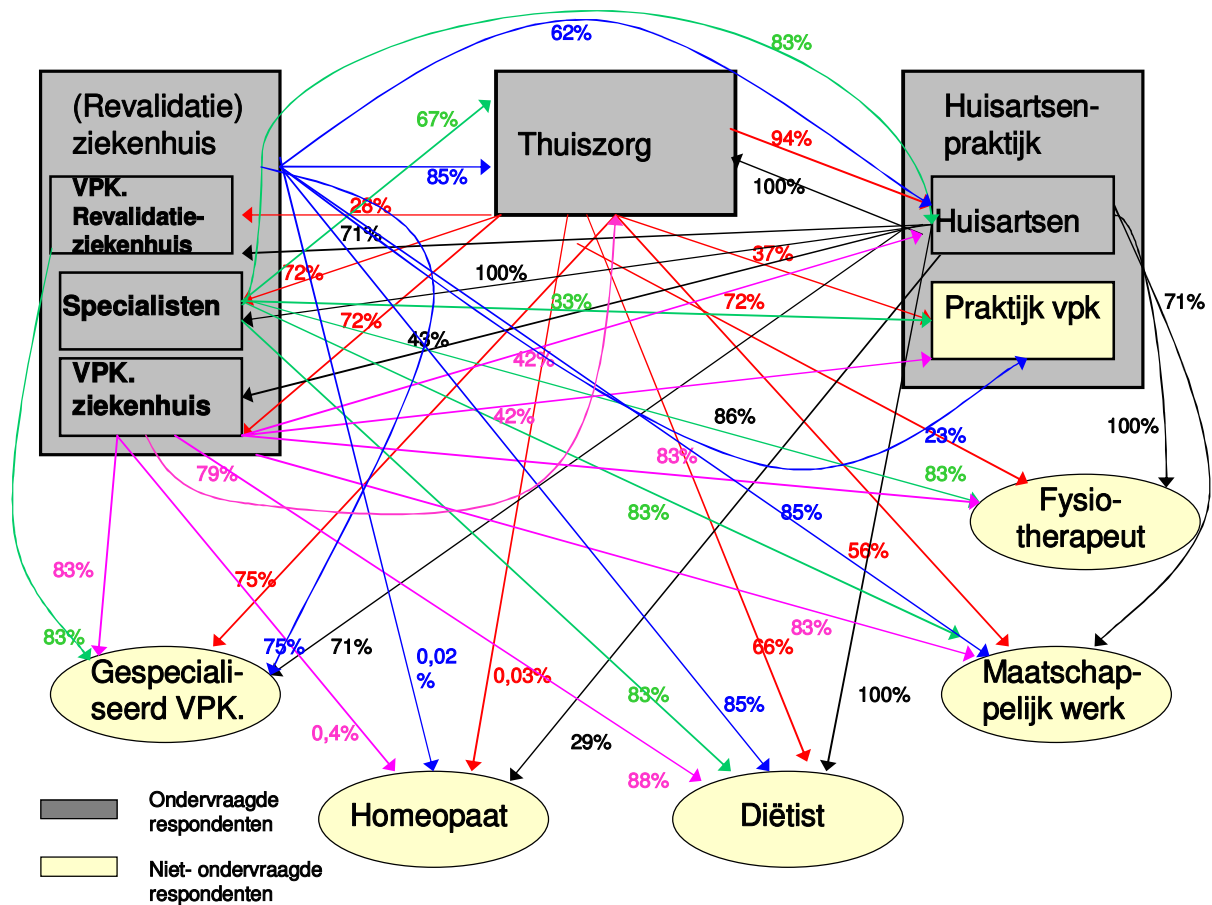 62%
83%
(Revalidatie)
ziekenhuis
Thuiszorg
Huisartsen-
praktijk
67%
94%
85%
100%
VPK.
Revalidatie-
ziekenhuis
28%
71%
Huisartsen
37%
72%
100%
33%
72%
71%
Specialisten
Praktijk vpk
72%
43%
42%
VPK.
ziekenhuis
42%
86%
100%
23%
83%
83%
79%
83%
85%
Fysio-
therapeut
56%
83%
75%
83%
83%
75%
71%
0,02
%
0,03%
66%
Gespeciali-
seerd VPK.
Maatschap-
pelijk werk
83%
85%
100%
0,4%
29%
88%
Homeopaat
Diëtist
Ondervraagde
respondenten
Niet- ondervraagde
respondenten